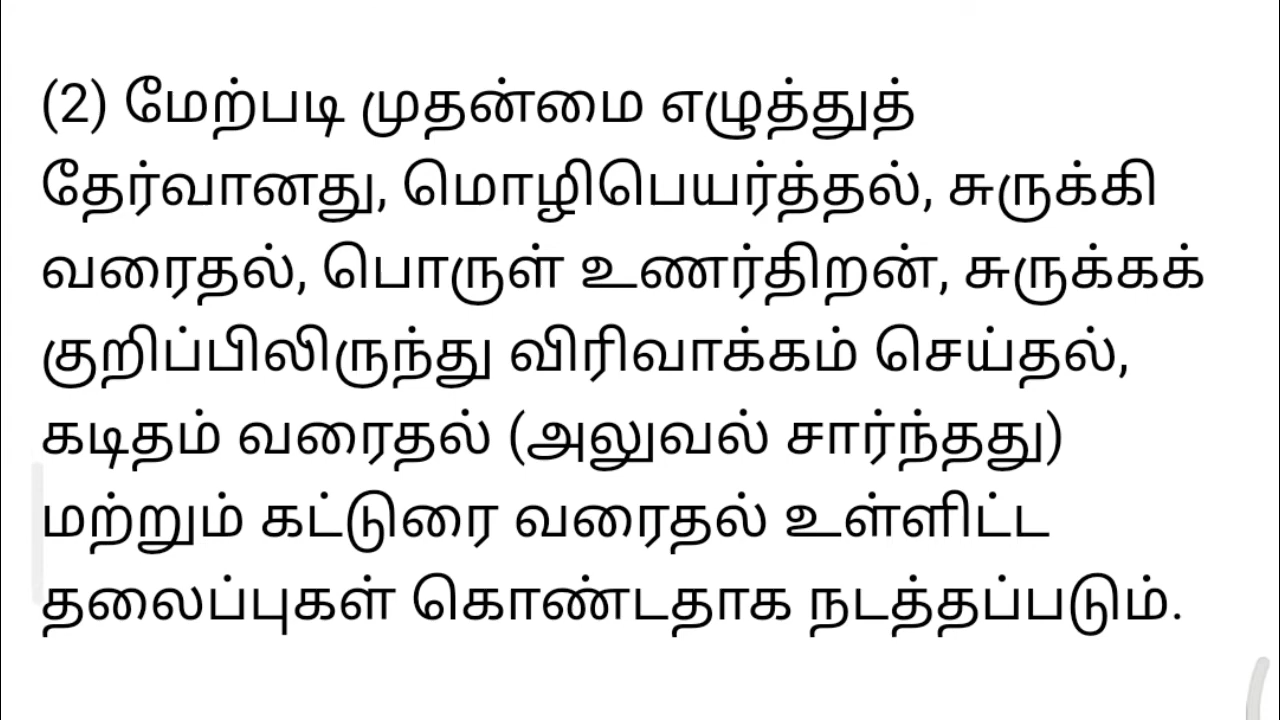 (2) மேற்படி முதன்மை எழுத்துத்
தேர்வானது, மொழிபெயர்த்தல், சுருக்கி
வரைதல், பொருள் உணர்திறன், சுருக்கக்
குறிப்பிலிருந்து விரிவாக்கம் செய்தல்,
கடிதம் வரைதல் (அலுவல் சார்ந்தது)
மற்றும் கட்டுரை வரைதல் உள்ளிட்ட
தலைப்புகள் கொண்டதாக நடத்தப்படும்.